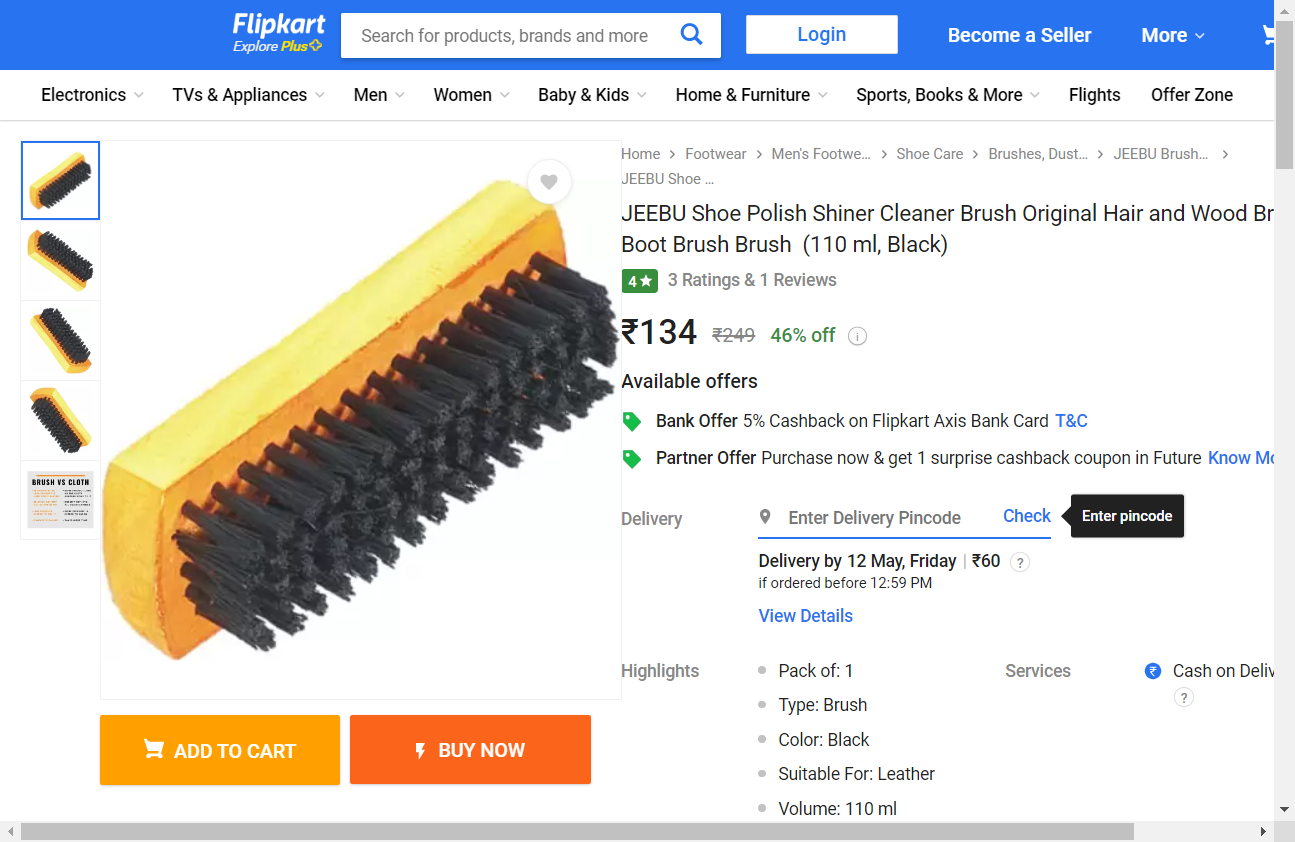 Flipkart
Explore Plus
Search for products, brands and more
Login
Become a Seller
More
Electronics
TVs & Appliances
Men
Women
Baby & Kids
Home & Furniture
Sports, Books & More
Flights
Offer Zone
Home
Footwear
Men's Footwe...
Shoe Care
Brushes, Dust...
JEEBU Brush...
JEEBU Shoe ...
JEEBU Shoe Polish Shiner Cleaner Brush Original Hair and Wood Br
Boot Brush Brush (110 ml, Black)
4★ 3 Ratings & 1 Reviews
₹134 ₹249 46% off i
Available offers
Bank Offer 5% Cashback on Flipkart Axis Bank Card T&C
Partner Offer Purchase now & get 1 surprise cashback coupon in Future Know Mo
Delivery
Enter Delivery Pincode
Check
Enter pincode
Delivery by 12 May, Friday | ₹60 ?
if ordered before 12:59 PM
View Details
Highlights
Pack of: 1
Type: Brush
Color: Black
Suitable For: Leather
Volume: 110 ml
Services
₹ Cash on Deliv
?
BRUSH VS CLOTH
ADD TO CART
BUY NOW